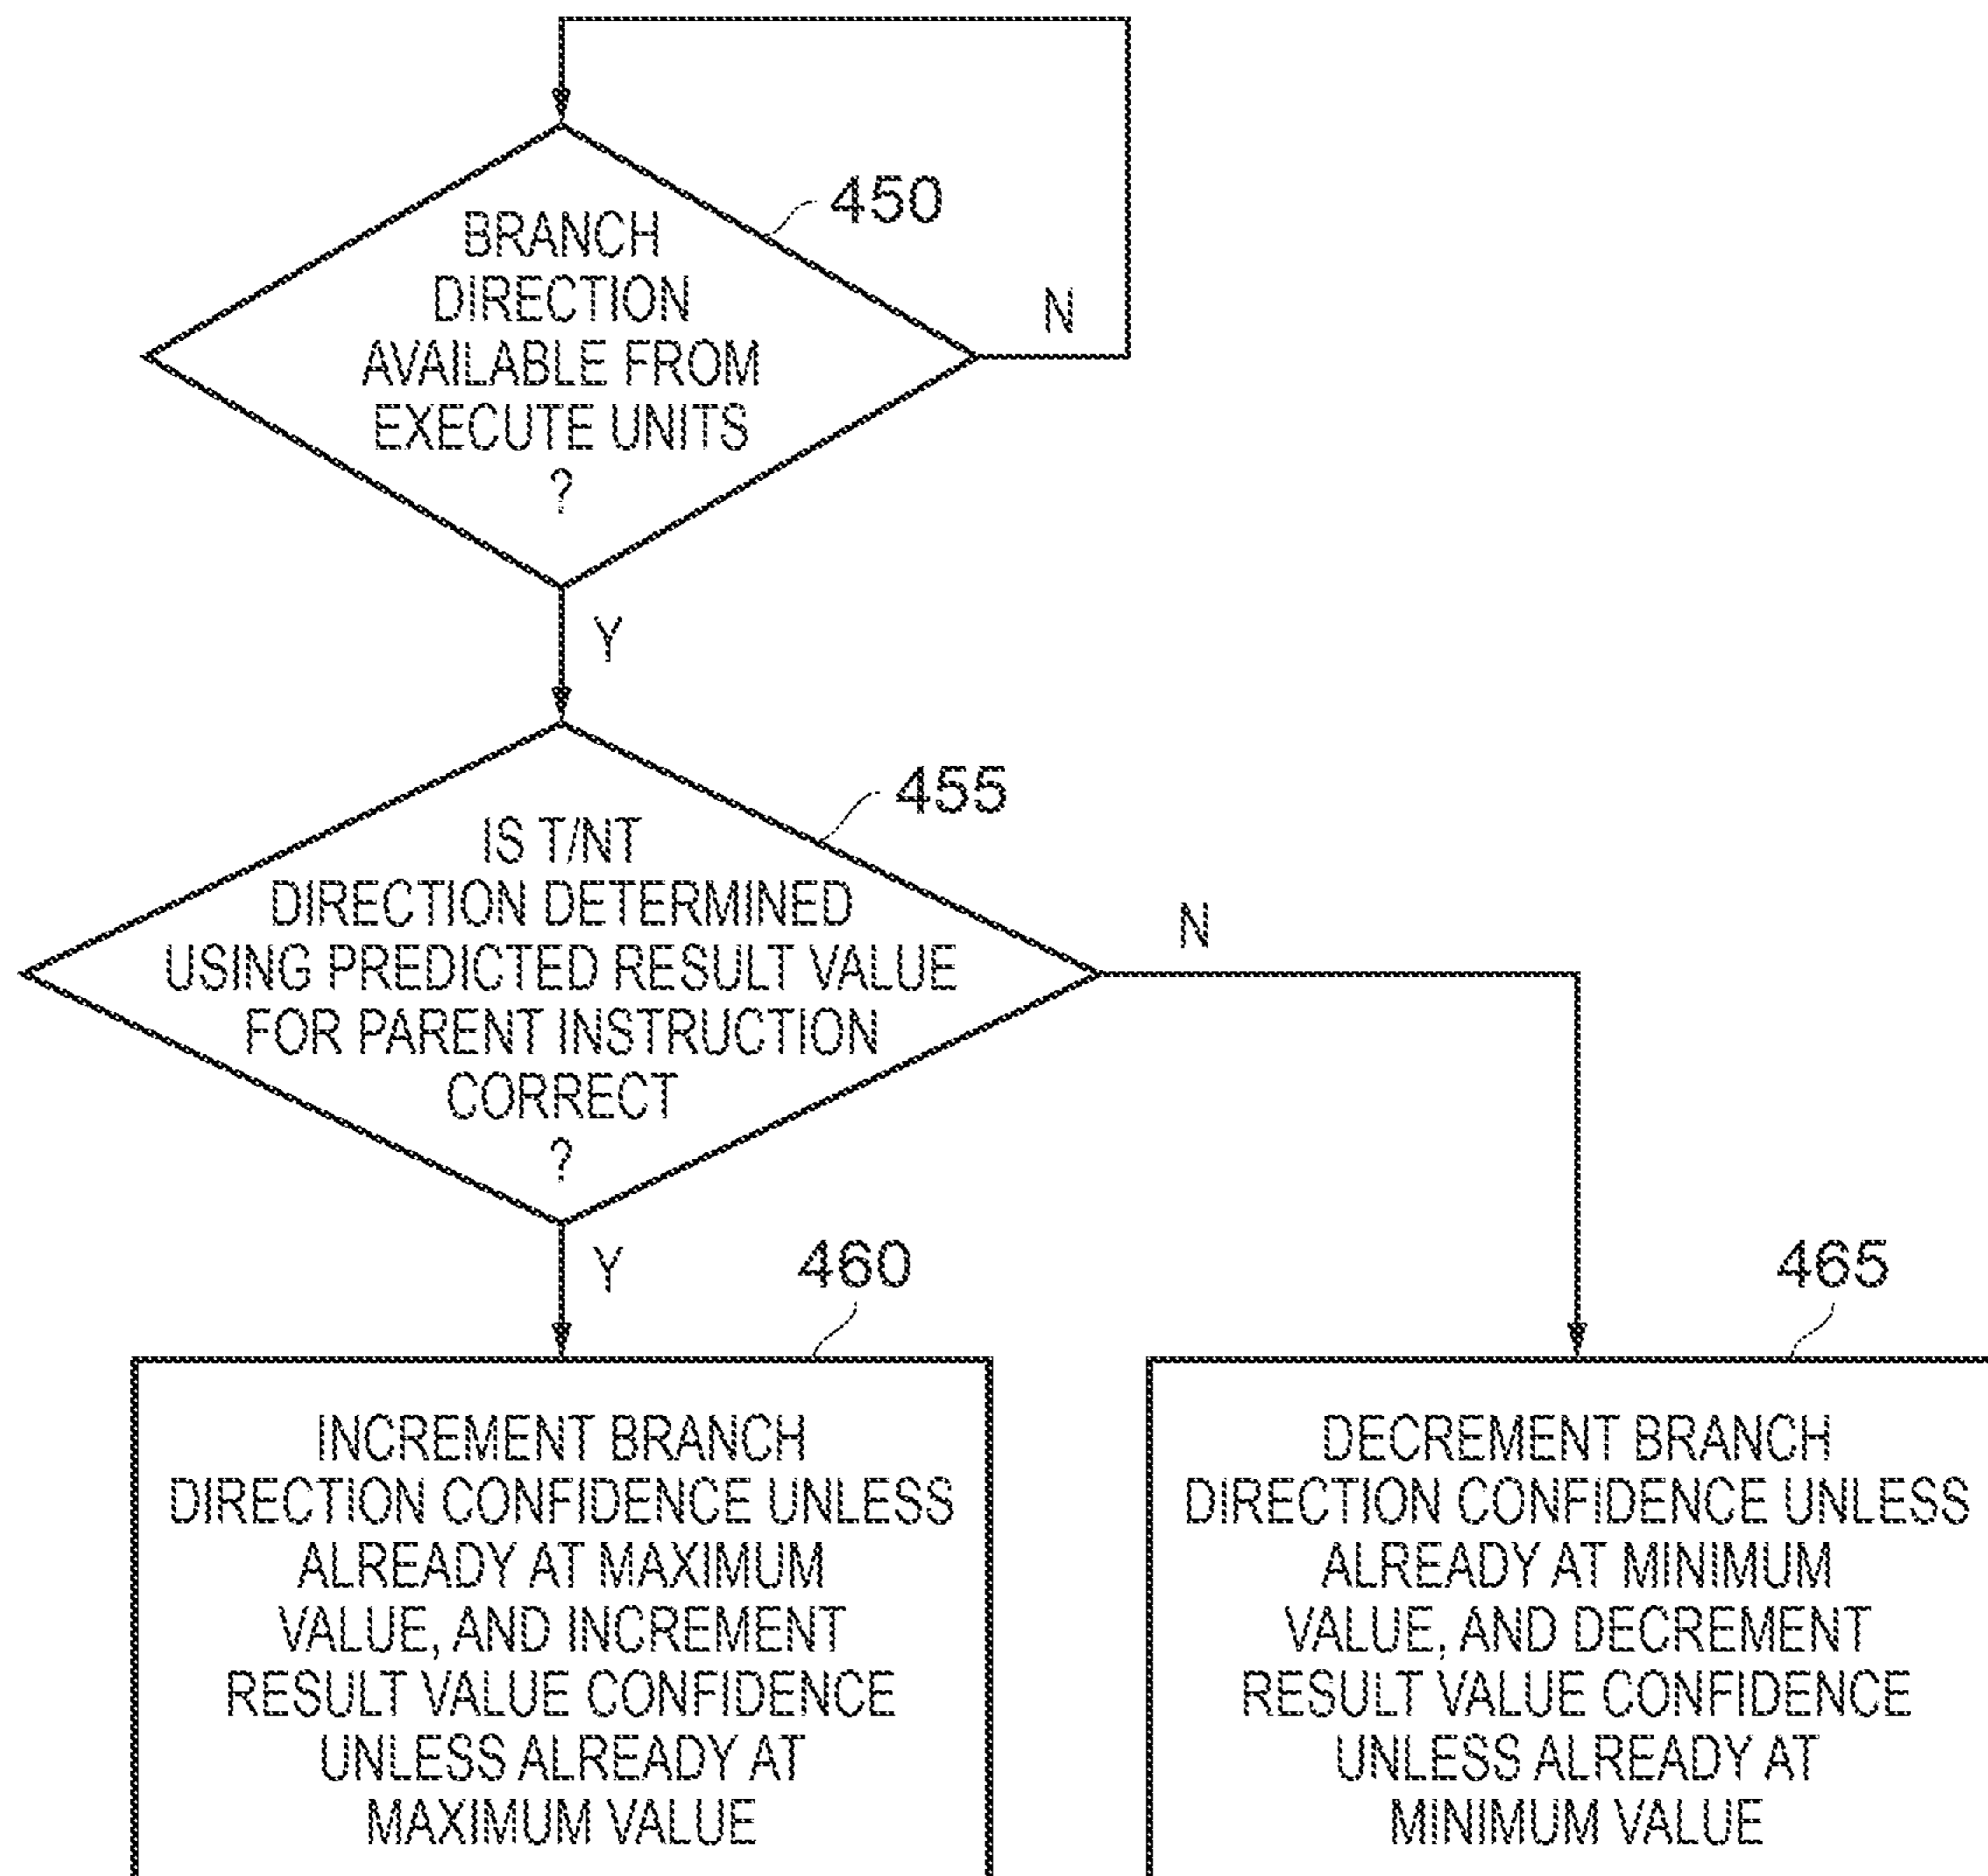 450
BRANCH
DIRECTION
AVAILABLE FROM
EXECUTE UNITS
?
N
Y
455
IS T/NT
DIRECTION DETERMINED
USING PREDICTED RESULT VALUE
FOR PARENT INSTRUCTION
CORRECT
?
N
Y
460
INCREMENT BRANCH
DIRECTION CONFIDENCE UNLESS
ALREADY AT MAXIMUM
VALUE, AND INCREMENT
RESULT VALUE CONFIDENCE
UNLESS ALREADY AT
MAXIMUM VALUE
465
DECREMENT BRANCH
DIRECTION CONFIDENCE UNLESS
ALREADY AT MINIMUM
VALUE, AND DECREMENT
RESULT VALUE CONFIDENCE
UNLESS ALREADY AT
MINIMUM VALUE